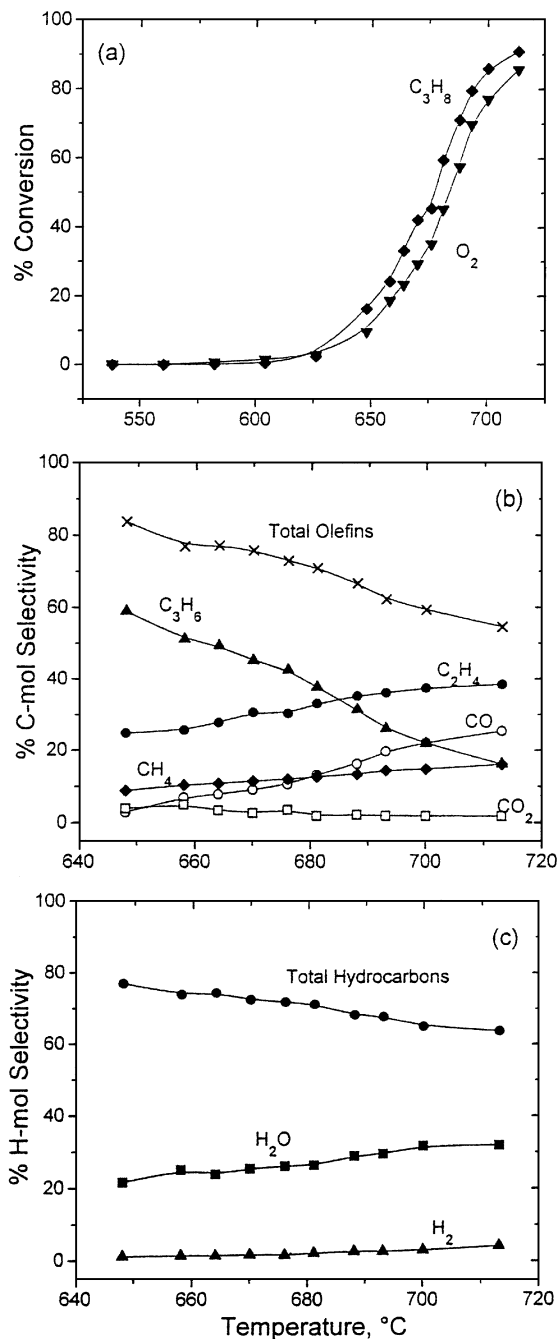 (a)
% Conversion
100
90
80
60
40
20
0
C₃H₈
O₂
550 600 650 700
(b)
% C-mol Selectivity
100
80
60
40
20
0
Total Olefins
C₃H₆
C₂H₄
CO
CH₄
CO₂
640 660 680 700 720
(c)
% H-mol Selectivity
100
80
60
40
20
0
Total Hydrocarbons
H₂O
H₂
640 660 680 700 720
Temperature, °C